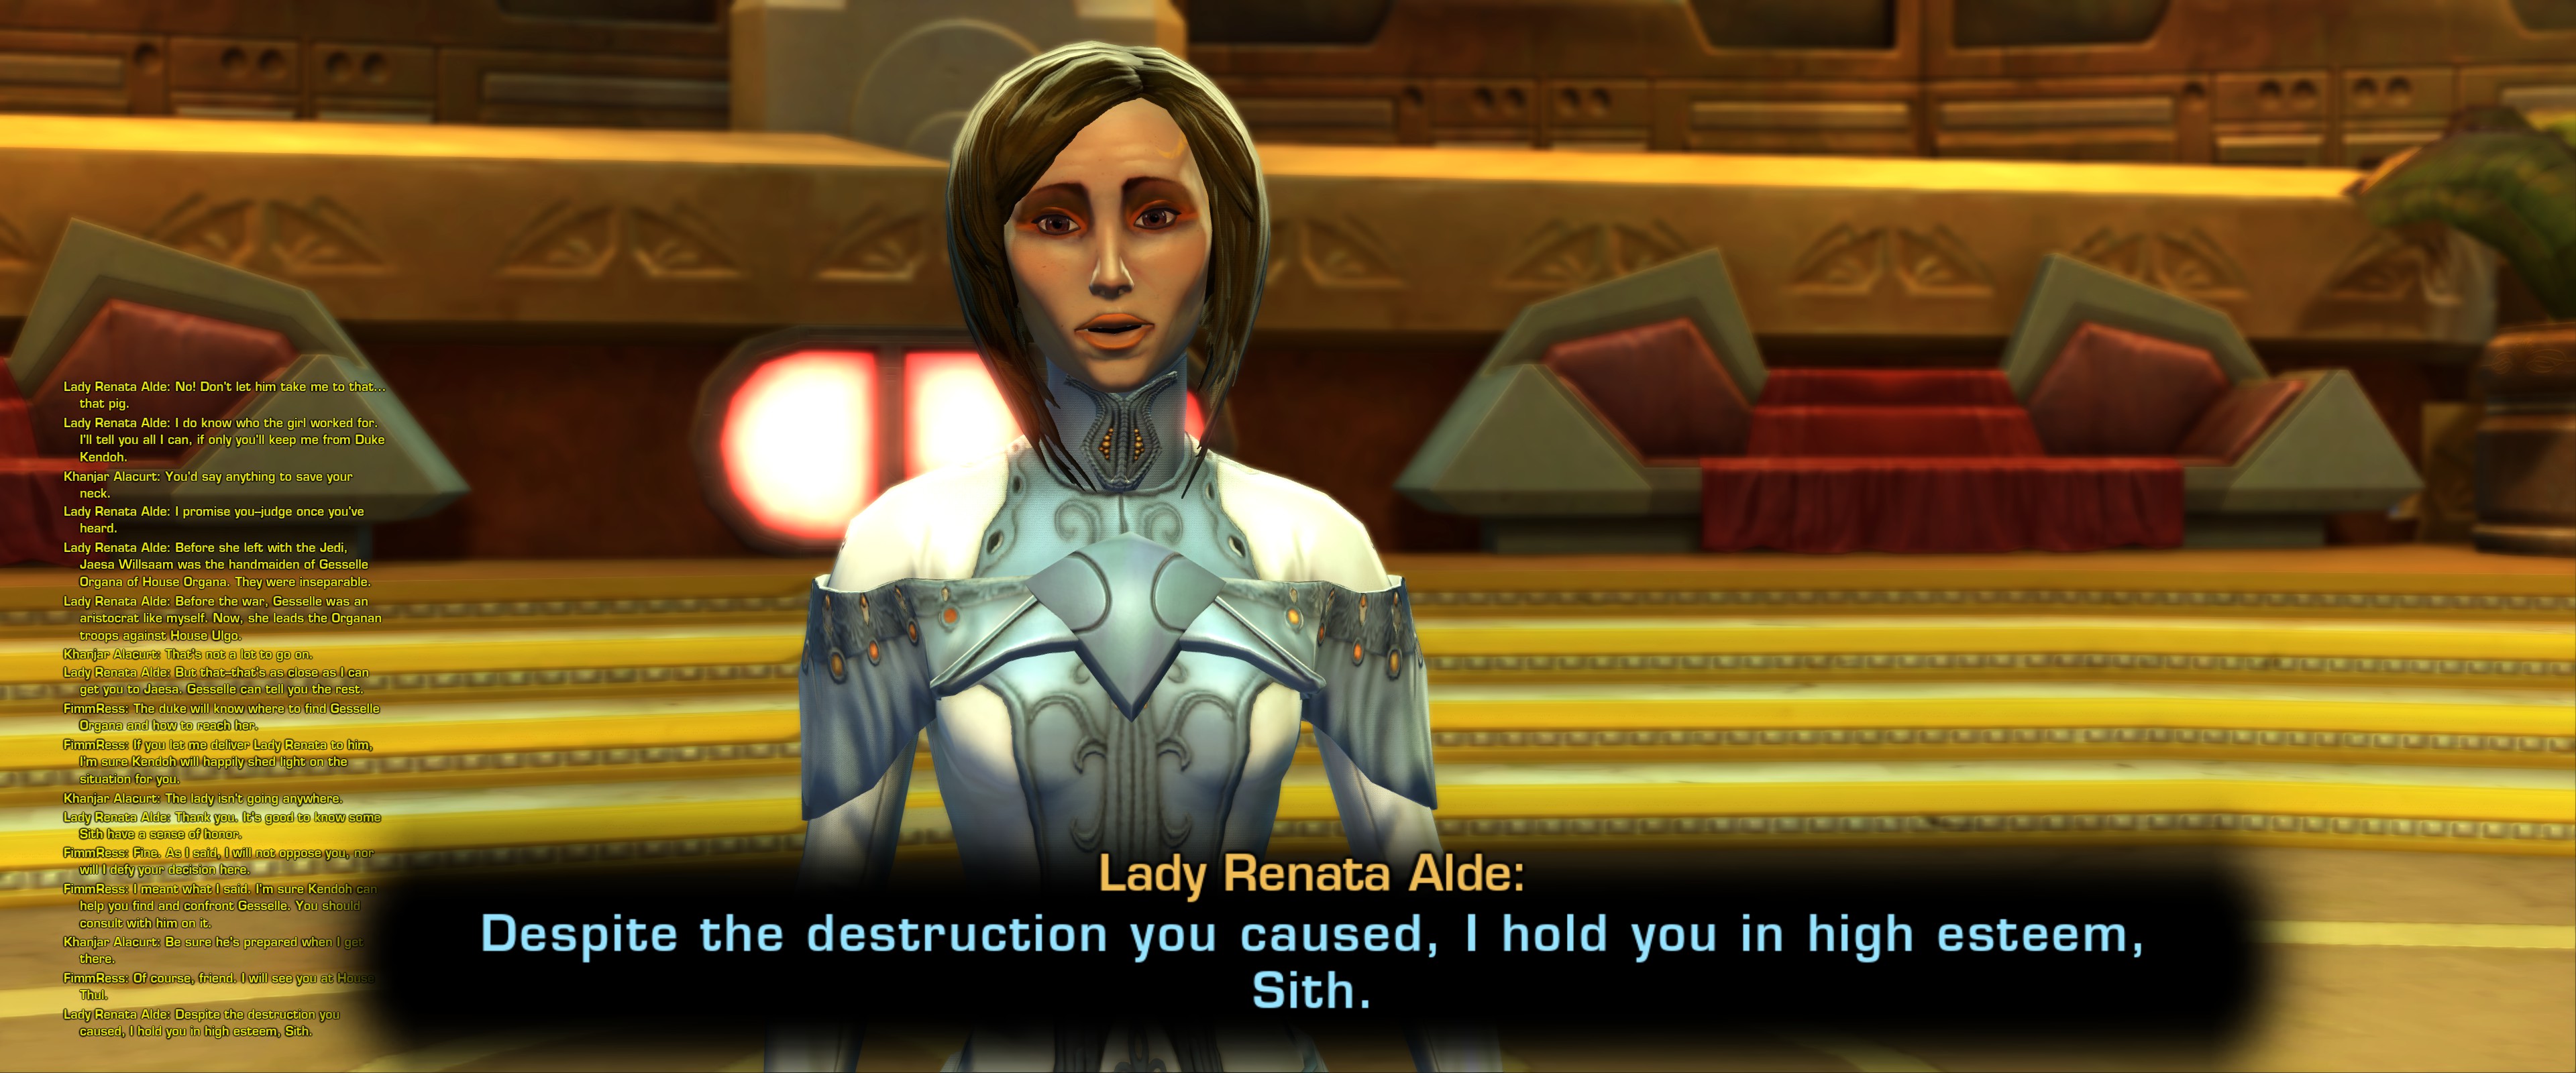 Lady Renata Alde: No! Don't let him take me to that...
that pig.
Lady Renata Alde: I do know who the girl worked for.
I'll tell you all I can, if only you'll keep me from Duke
Kendoh.
Khanjar Alacurt: You'd say anything to save your
neck.
Lady Renata Alde: I promise you–judge once you've
heard.
Lady Renata Alde: Before she left with the Jedi,
Jaesa Willsaam was the handmaiden of Gesselle
Organa of House Organa. They were inseparable.
Lady Renata Alde: Before the war, Gesselle was an
aristocrat like myself. Now, she leads the Organan
troops against House Ulgo.
Khanjar Alacurt: That's not a lot to go on.
Lady Renata Alde: But that–that's as close as I can
get you to Jaesa. Gesselle can tell you the rest.
FimmRess: The duke will know where to find Gesselle
Organa and how to reach her.
FimmRess: If you let me deliver Lady Renata to him,
I'm sure Kendoh will happily shed light on the
situation for you.
Khanjar Alacurt: The lady isn't going anywhere.
Lady Renata Alde: Thank you. It's good to know some
Sith have a sense of honor.
FimmRess: Fine. As I said, I will not oppose you, nor
will I defy your decision here.
FimmRess: I meant what I said. I'm sure Kendoh can
help you find and confront Gesselle. You should
consult with him on it.
Khanjar Alacurt: Be sure he's prepared when I get
there.
FimmRess: Of course, friend. I will see you at House
Thul.
Lady Renata Alde: Despite the destruction you
caused, I hold you in high esteem, Sith.
Lady Renata Alde:
Despite the destruction you caused, I hold you in high esteem,
Sith.